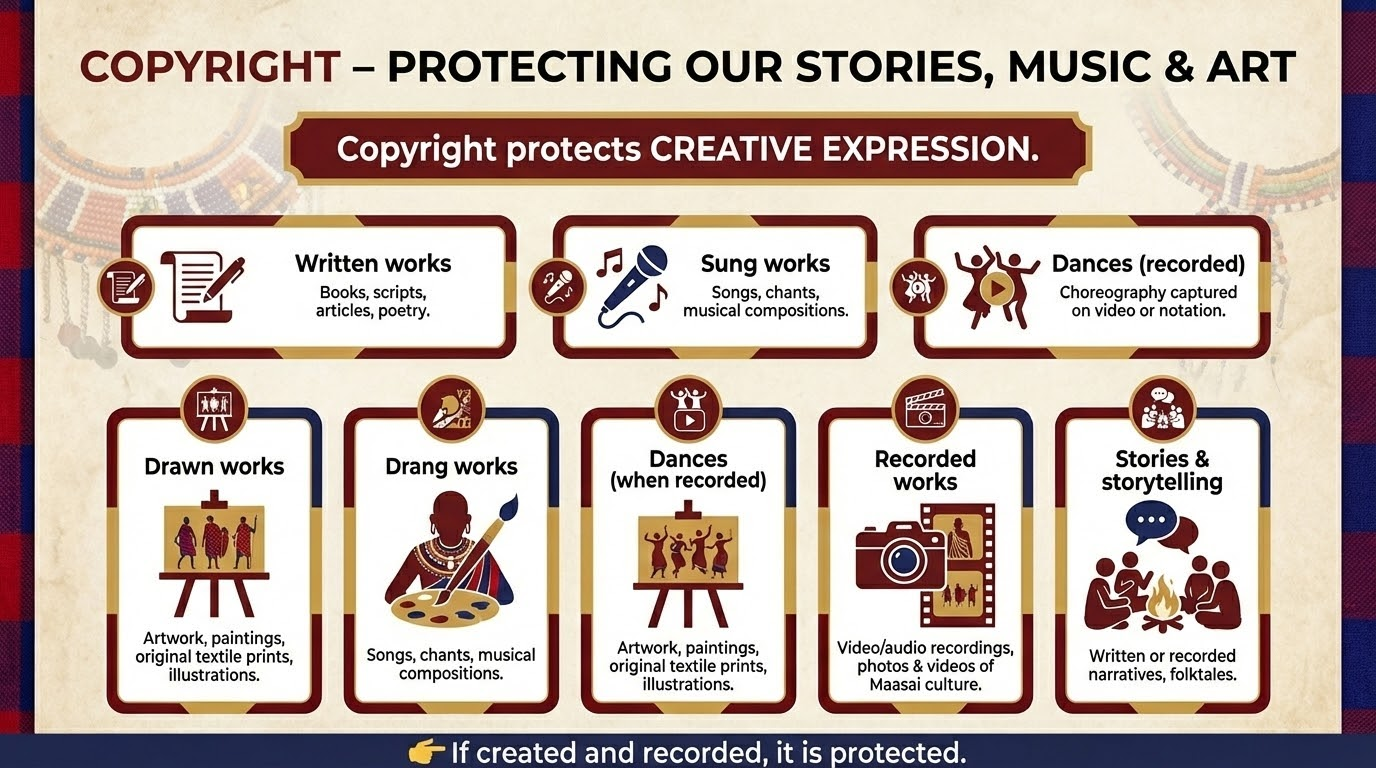 COPYRIGHT – PROTECTING OUR STORIES, MUSIC & ART
Copyright protects CREATIVE EXPRESSION.
Written works
Books, scripts,
articles, poetry.
Sung works
Songs, chants,
musical compositions.
Dances (recorded)
Choreography captured
on video or notation.
Drawn works
Artwork, paintings,
original textile prints,
illustrations.
Drang works
Songs, chants, musical
compositions.
Dances
(when recorded)
Artwork, paintings,
original textile prints,
illustrations.
Recorded
works
Video/audio recordings,
photos & videos of
Maasai culture.
Stories &
storytelling
Written or recorded
narratives, folktales.
👉 If created and recorded, it is protected.